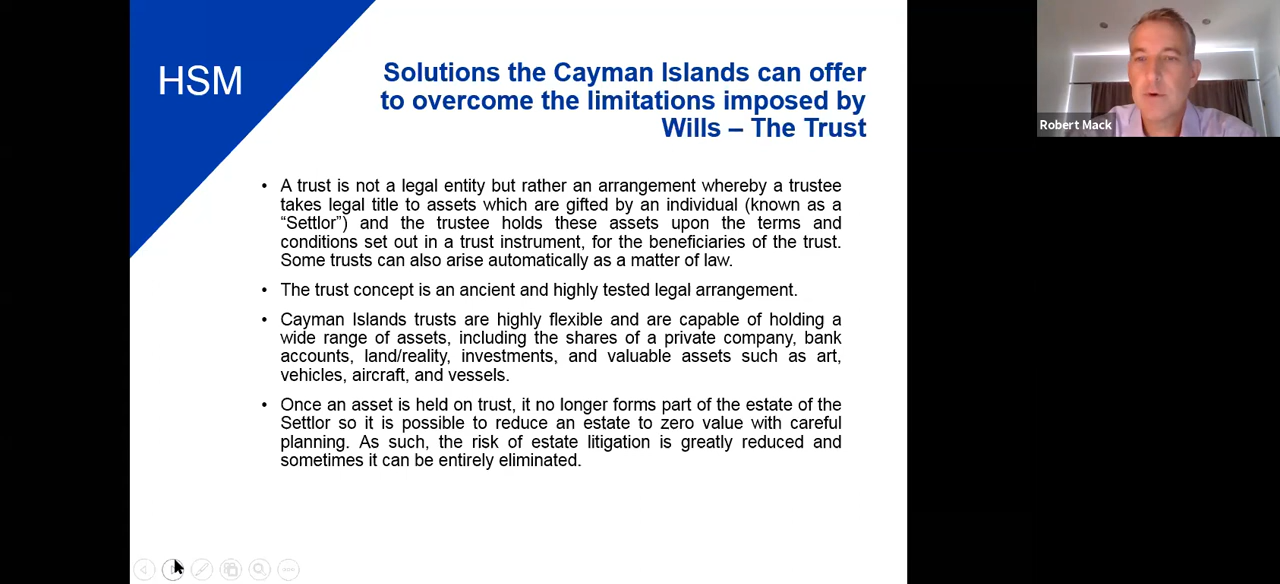 HSM
Solutions the Cayman Islands can offer
to overcome the limitations imposed by
Wills – The Trust
• A trust is not a legal entity but rather an arrangement whereby a trustee
takes legal title to assets which are gifted by an individual (known as a
“Settlor”) and the trustee holds these assets upon the terms and
conditions set out in a trust instrument, for the beneficiaries of the trust.
Some trusts can also arise automatically as a matter of law.
• The trust concept is an ancient and highly tested legal arrangement.
• Cayman Islands trusts are highly flexible and are capable of holding a
wide range of assets, including the shares of a private company, bank
accounts, land/reality, investments, and valuable assets such as art,
vehicles, aircraft, and vessels.
• Once an asset is held on trust, it no longer forms part of the estate of the
Settlor so it is possible to reduce an estate to zero value with careful
planning. As such, the risk of estate litigation is greatly reduced and
sometimes it can be entirely eliminated.
Robert Mack